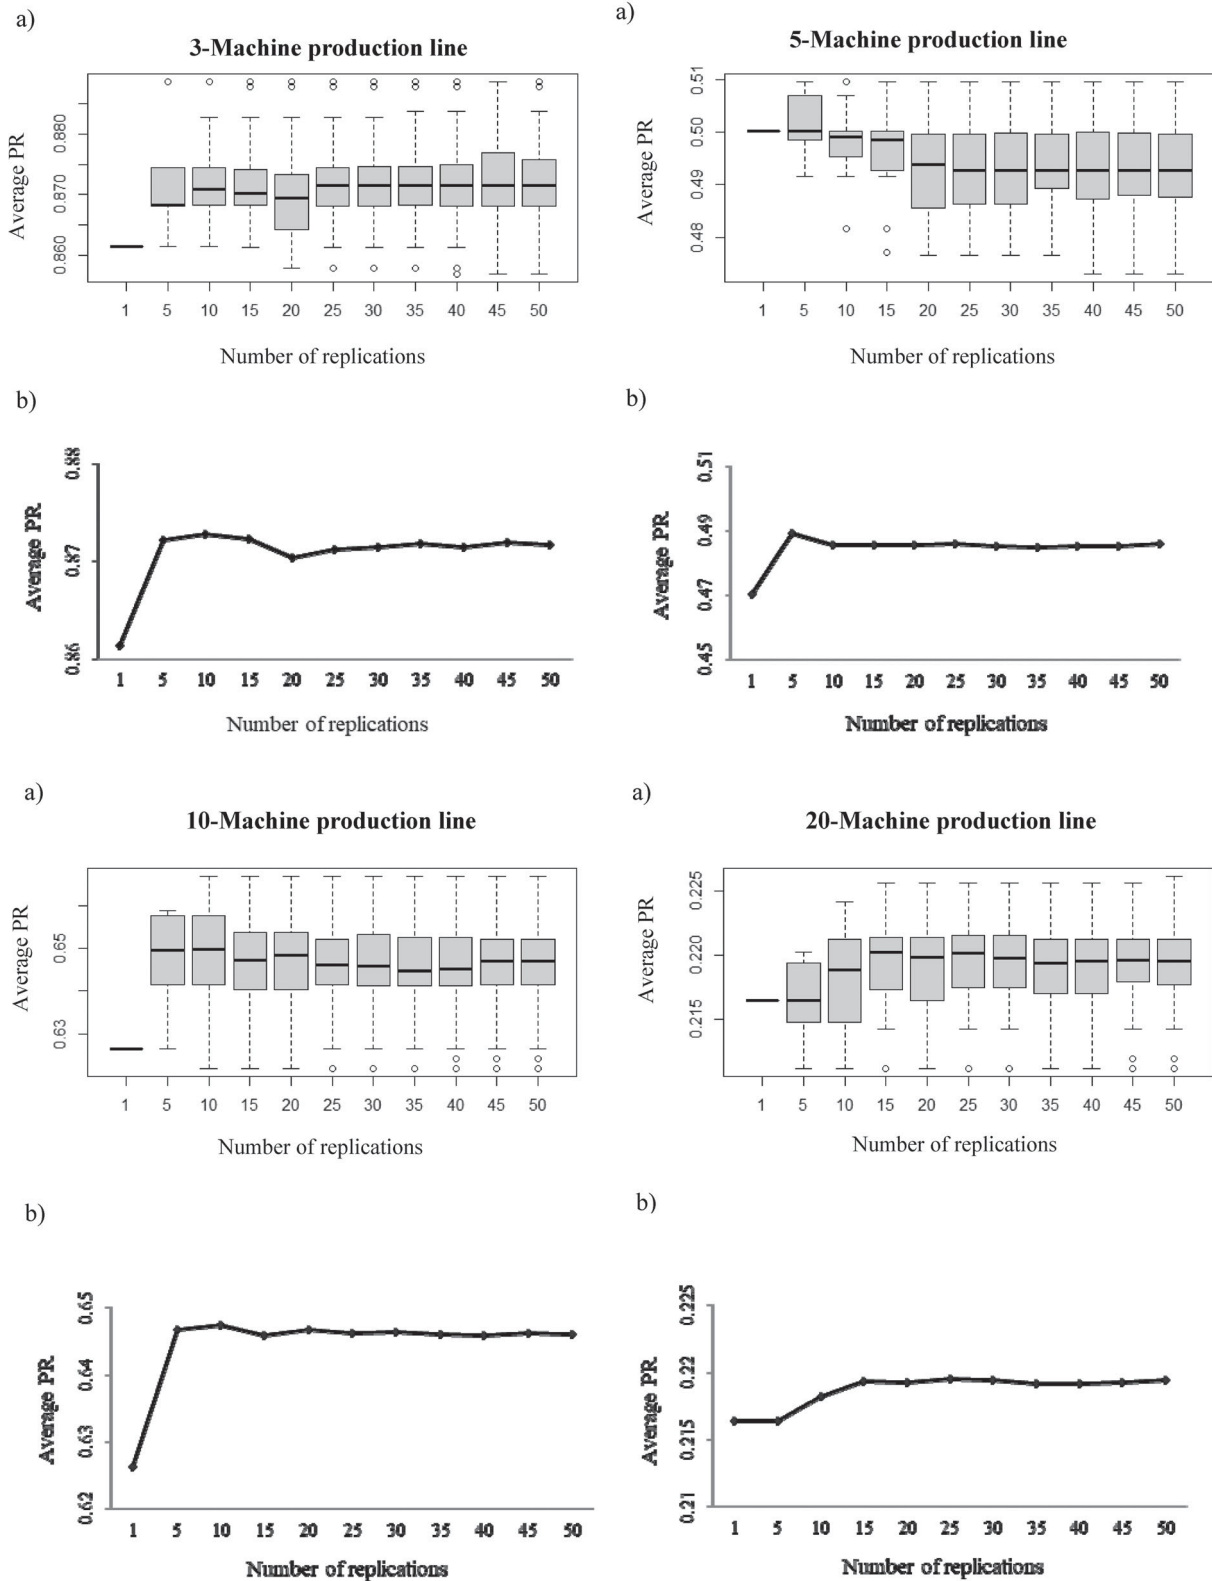 a)
3-Machine production line
Average PR
0.880
0.870
0.860
1 5 10 15 20 25 30 35 40 45 50
Number of replications
a)
5-Machine production line
Average PR
0.51
0.50
0.49
0.48
1 5 10 15 20 25 30 35 40 45 50
Number of replications
b)
Average PR
0.88
0.87
0.86
1 5 10 15 20 25 30 35 40 45 50
Number of replications
b)
Average PR
0.51
0.49
0.47
0.45
1 5 10 15 20 25 30 35 40 45 50
Number of replications
a)
10-Machine production line
Average PR
0.65
0.63
1 5 10 15 20 25 30 35 40 45 50
Number of replications
a)
20-Machine production line
Average PR
0.225
0.220
0.215
1 5 10 15 20 25 30 35 40 45 50
Number of replications
b)
Average PR
0.65
0.64
0.63
0.62
1 5 10 15 20 25 30 35 40 45 50
Number of replications
b)
Average PR
0.225
0.22
0.215
0.21
1 5 10 15 20 25 30 35 40 45 50
Number of replications